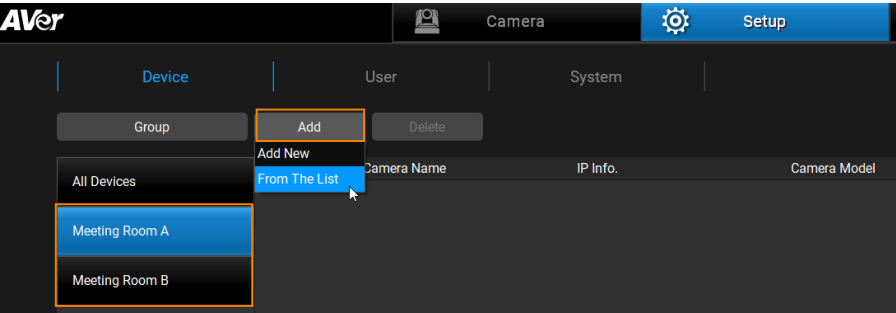 AVer
Camera
Setup
Device
User
System
Group
Add
Delete
Add New
From The List
Camera Name
IP Info.
Camera Model
All Devices
Meeting Room A
Meeting Room B